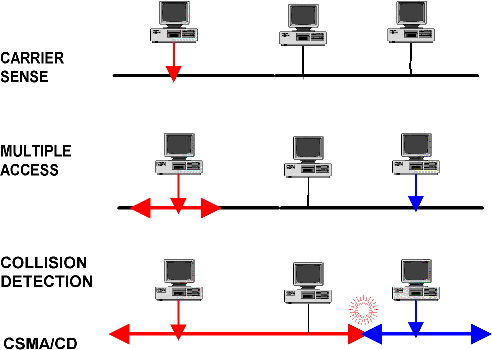 CARRIER
SENSE
MULTIPLE
ACCESS
COLLISION
DETECTION
CSMA/CD